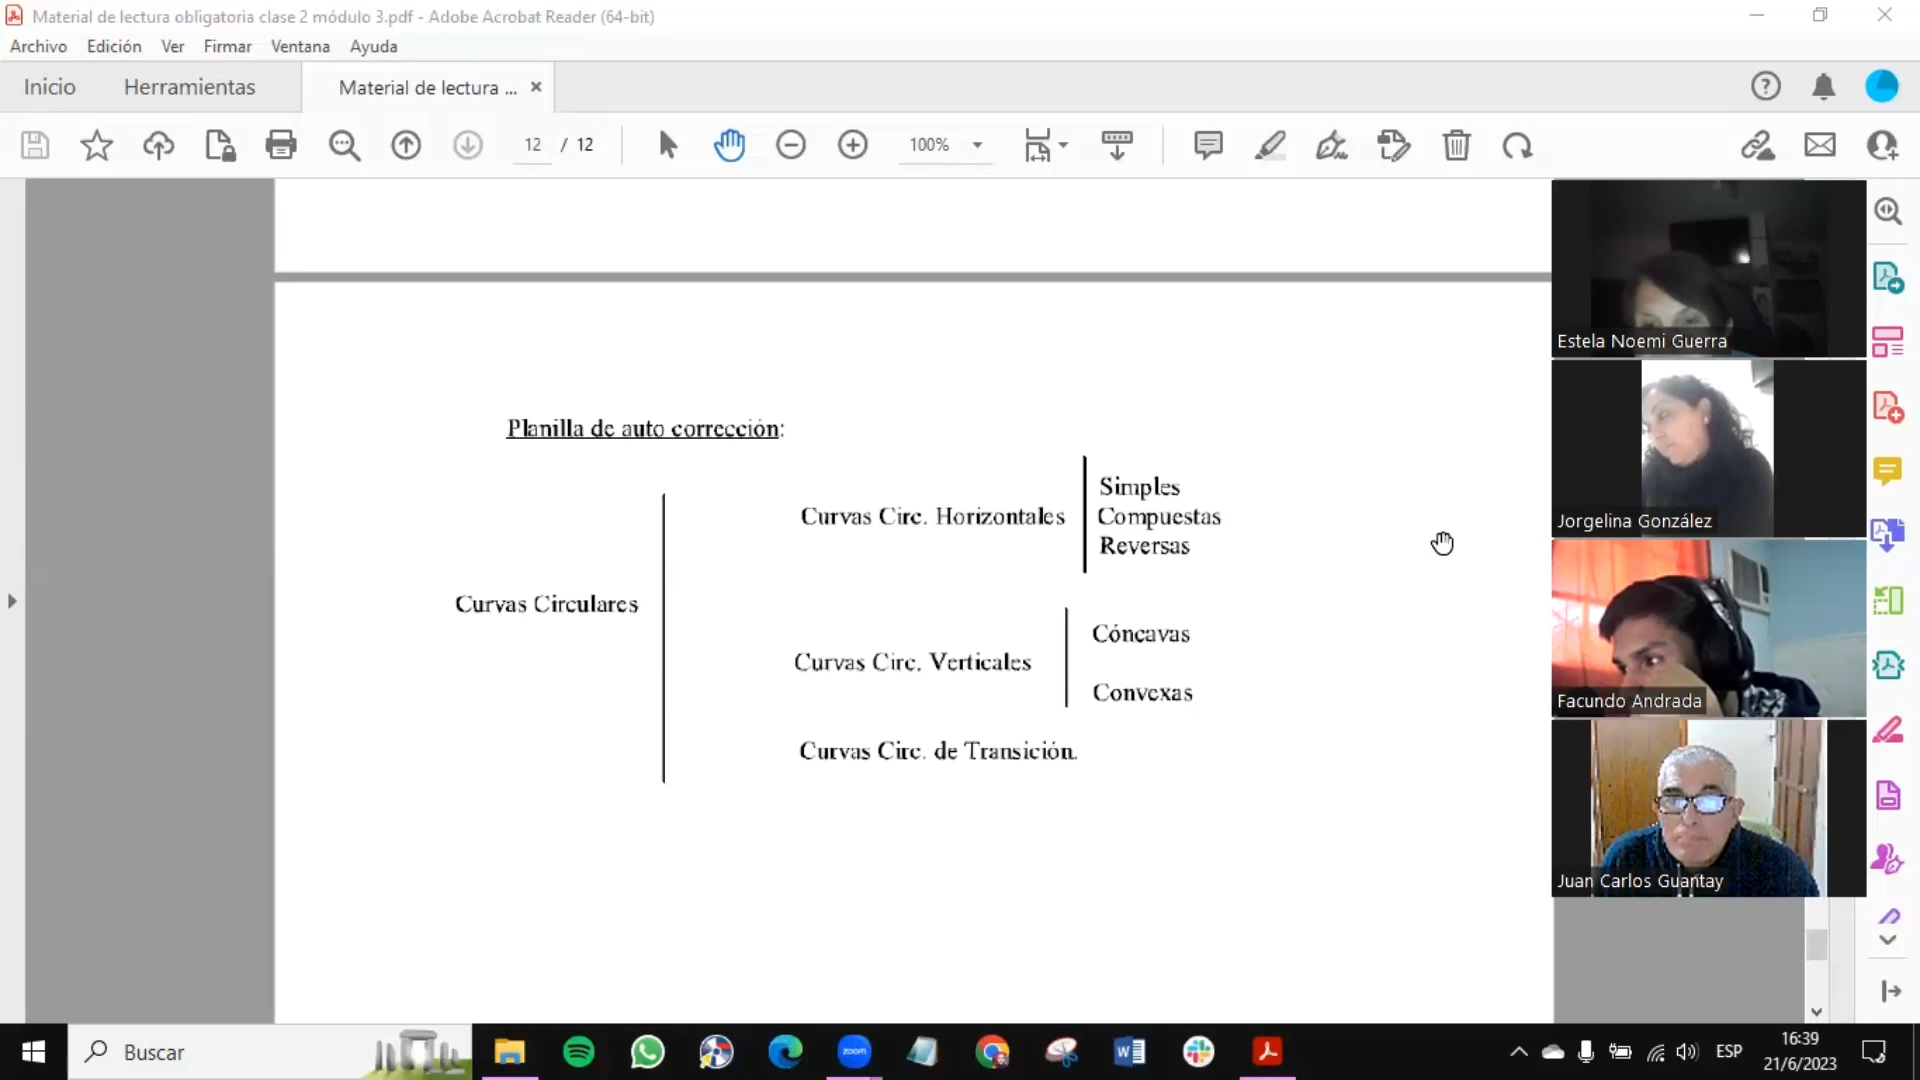 Material de lectura obligatoria clase 2 módulo 3.pdf - Adobe Acrobat Reader (64-bit)
Archivo Edición Ver Firmar Ventana Ayuda
Inicio Herramientas Material de lectura ... ×
12 / 12 100%
Planilla de auto corrección:
Simples
Curvas Circ. Horizontales Compuestas
Reversas
Curvas Circulares
Cóncavas
Curvas Circ. Verticales
Convexas
Curvas Circ. de Transición.
Estela Noemi Guerra
Jorgelina González
Facundo Andrada
Juan Carlos Guantay
Buscar
zoom
ESP
16:39
21/6/2023